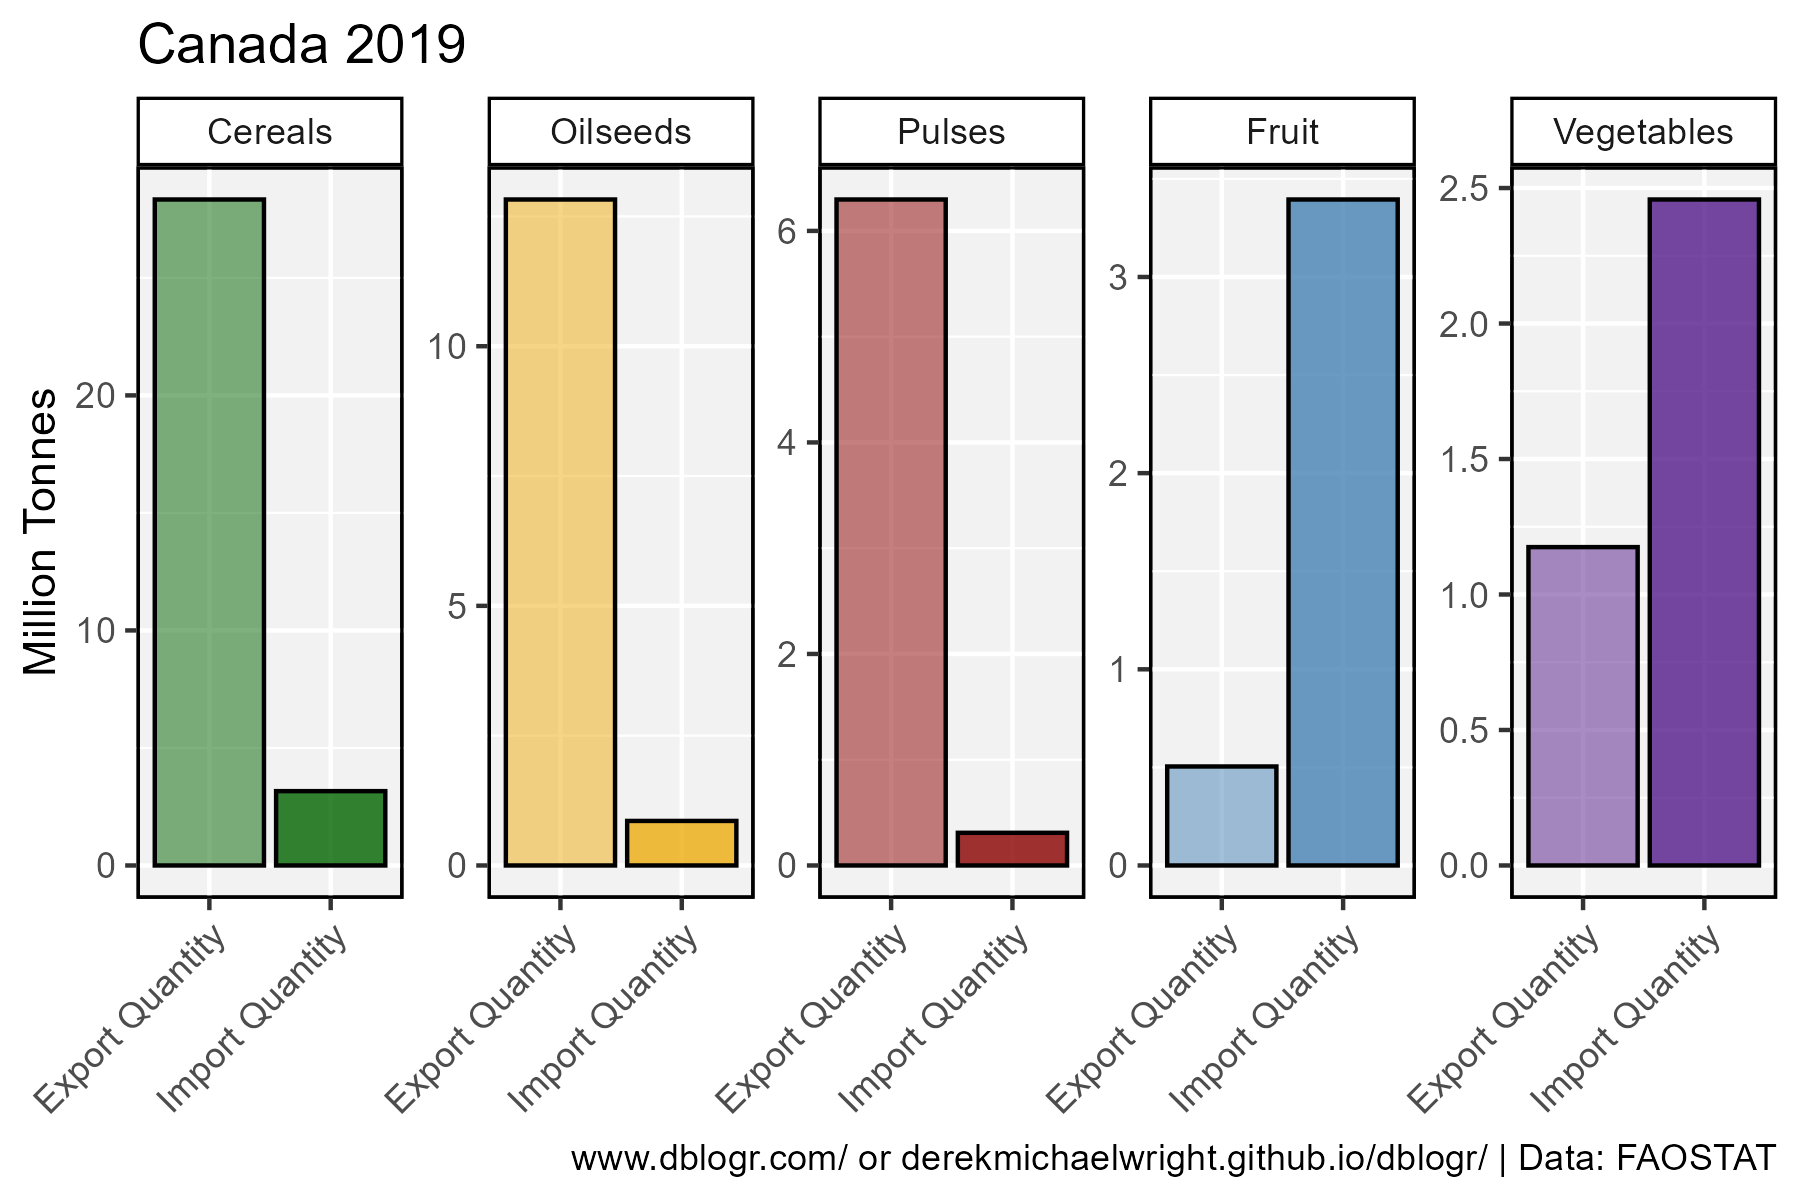 Canada 2019
Cereals
Oilseeds
Pulses
Fruit
Vegetables
Million Tonnes
20
10
0
10
5
0
6
4
2
0
3
2
1
0
2.5
2.0
1.5
1.0
0.5
0.0
Export Quantity
Import Quantity
Export Quantity
Import Quantity
Export Quantity
Import Quantity
Export Quantity
Import Quantity
Export Quantity
Import Quantity
www.dblogr.com/ or derekmichaelwright.github.io/dblogr/ | Data: FAOSTAT